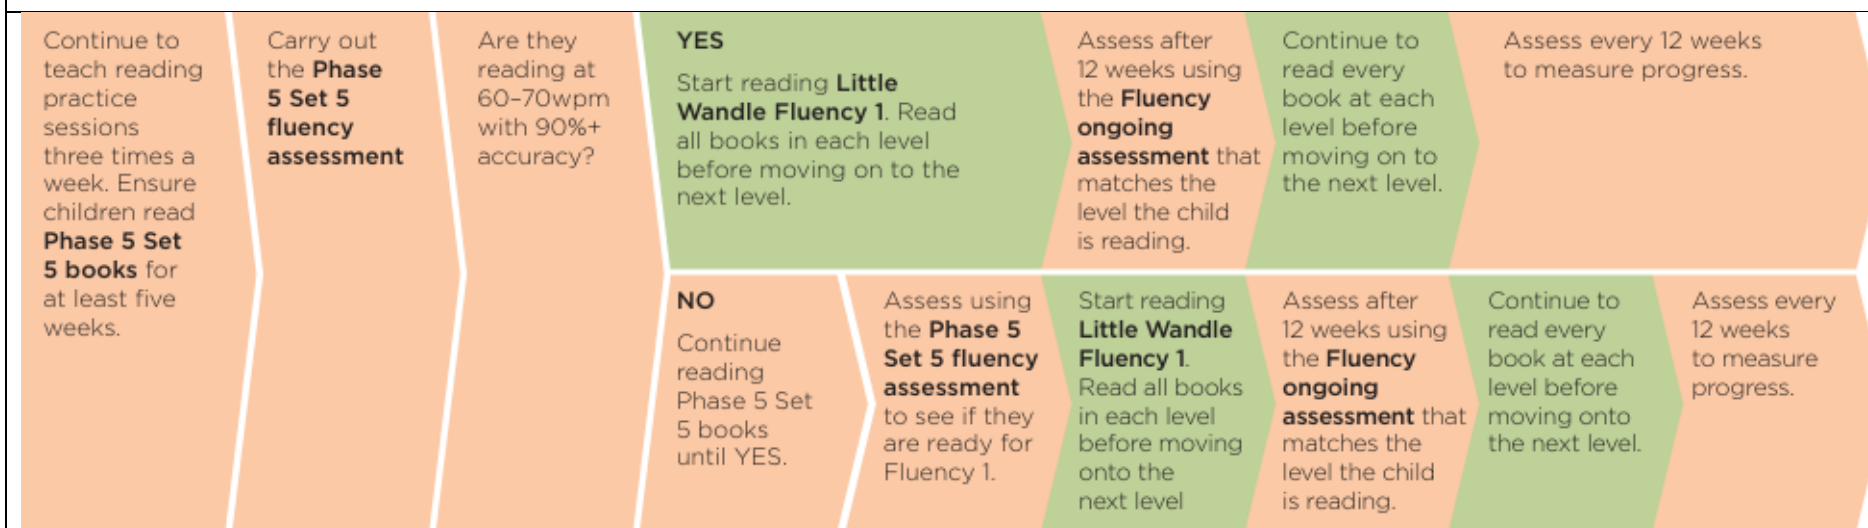 Continue to
teach reading
practice
sessions
three times a
week. Ensure
children read
Phase 5 Set
5 books for
at least five
weeks.
Carry out
the Phase
5 Set 5
fluency
assessment
Are they
reading at
60–70wpm
with 90%+
accuracy?
YES
Start reading Little
Wandle Fluency 1. Read
all books in each level
before moving on to the
next level.
Assess after
12 weeks using
the Fluency
ongoing
assessment that
matches the
level the child
is reading.
Continue to
read every
book at each
level before
moving on to
the next level.
Assess every 12 weeks
to measure progress.
NO
Continue
reading
Phase 5 Set
5 books
until YES.
Assess using
the Phase 5
Set 5 fluency
assessment
to see if they
are ready for
Fluency 1.
Start reading
Little Wandle
Fluency 1.
Read all books
in each level
before moving
onto the
next level
Assess after
12 weeks using
the Fluency
ongoing
assessment that
matches the
level the child
is reading.
Continue to
read every
book at each
level before
moving onto
the next level.
Assess every
12 weeks
to measure
progress.